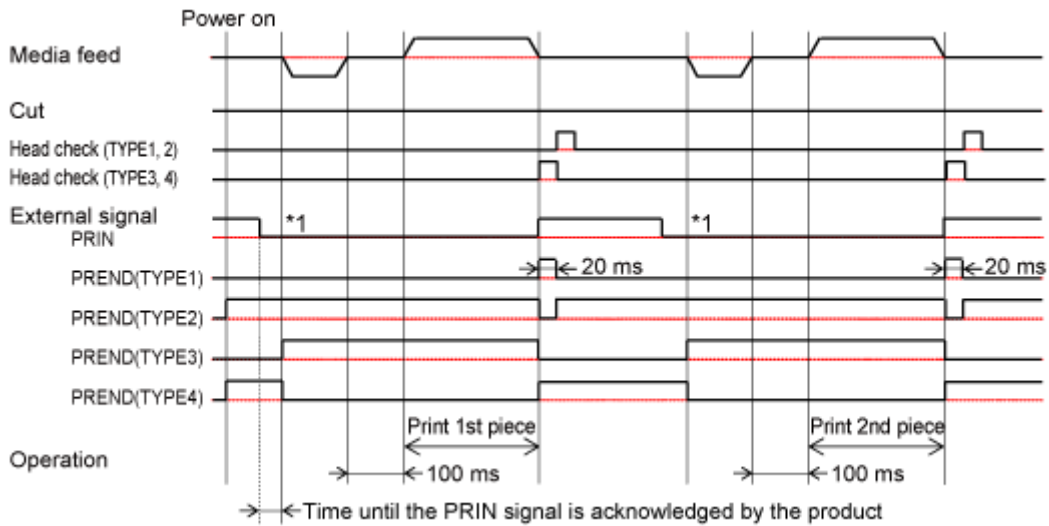 Power on
Media feed
Cut
Head check (TYPE1, 2)
Head check (TYPE3, 4)
External signal
PRIN
*1
*1
PREND(TYPE1)
20 ms
20 ms
PREND(TYPE2)
PREND(TYPE3)
PREND(TYPE4)
Print 1st piece
Print 2nd piece
Operation
100 ms
100 ms
Time until the PRIN signal is acknowledged by the product